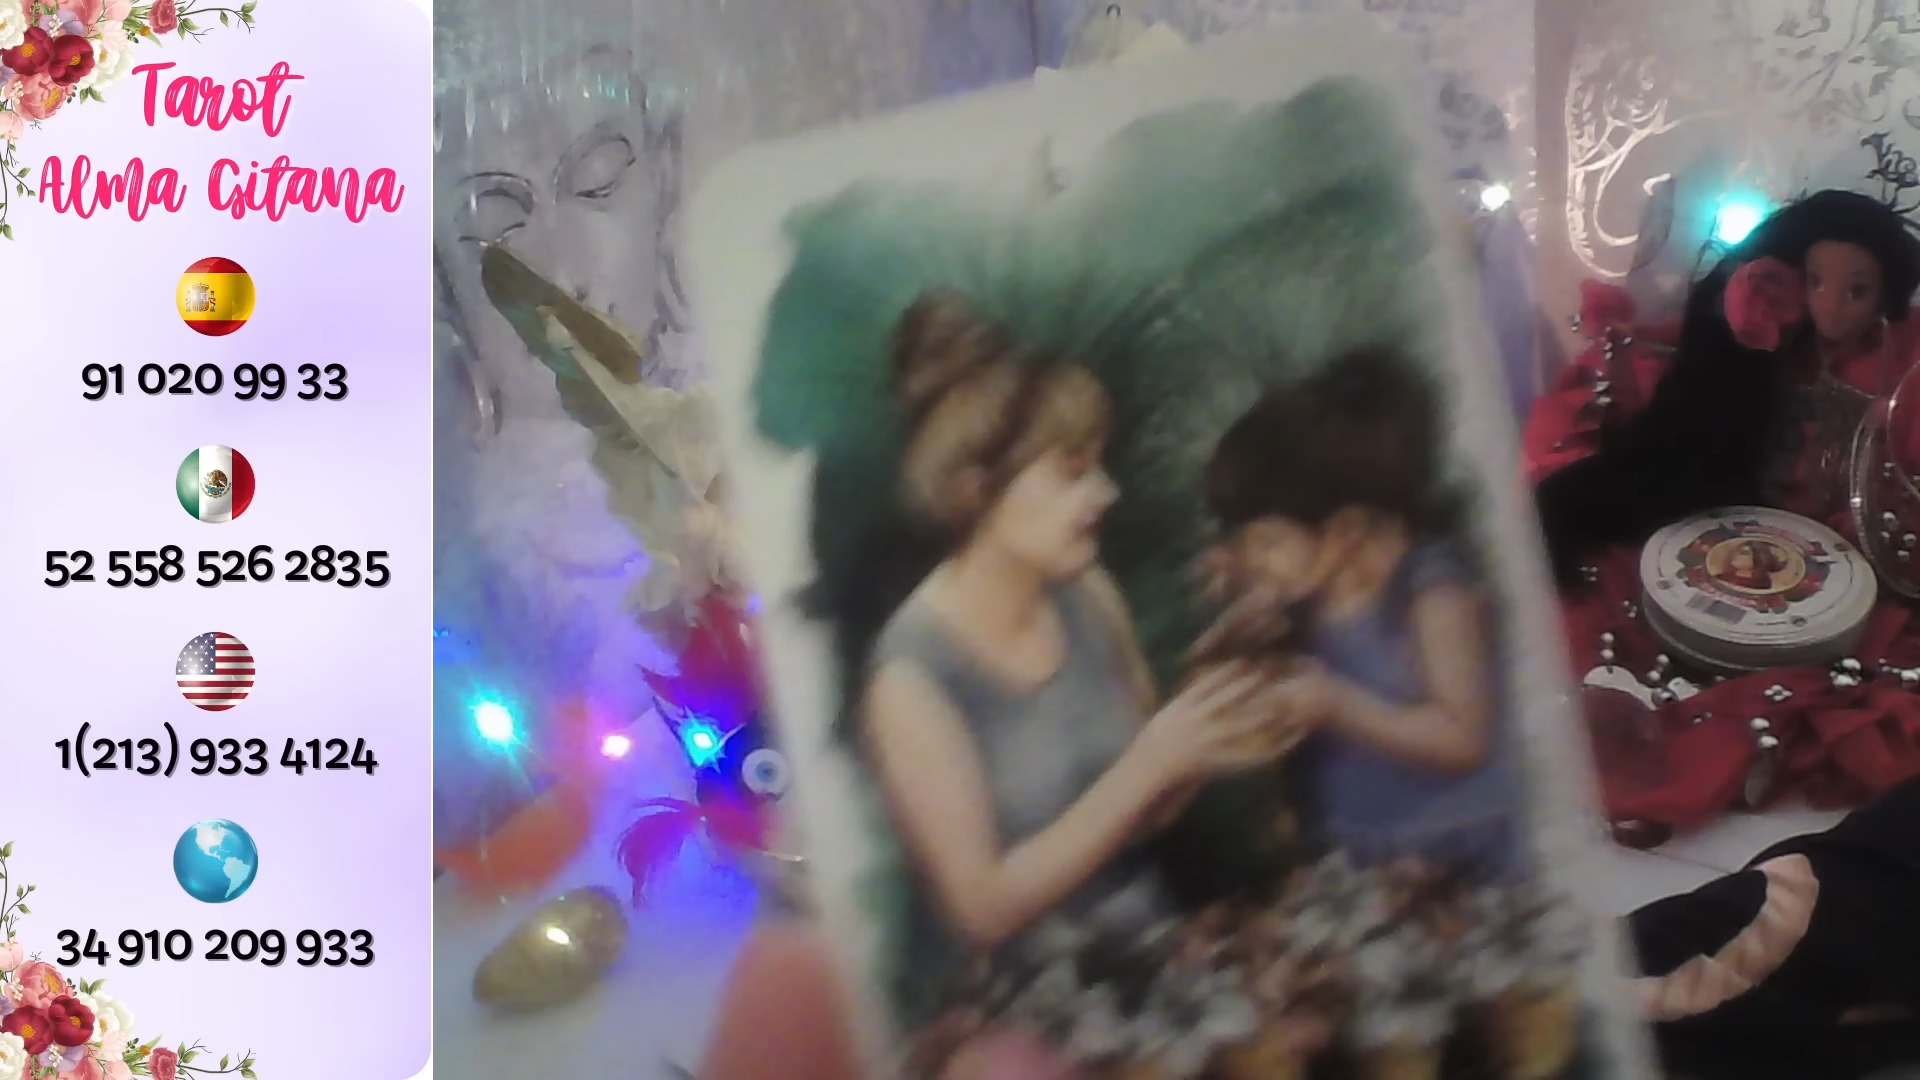 Tarot
Alma Gitana
91 020 99 33
52 558 526 2835
1(213) 933 4124
34 910 209 933